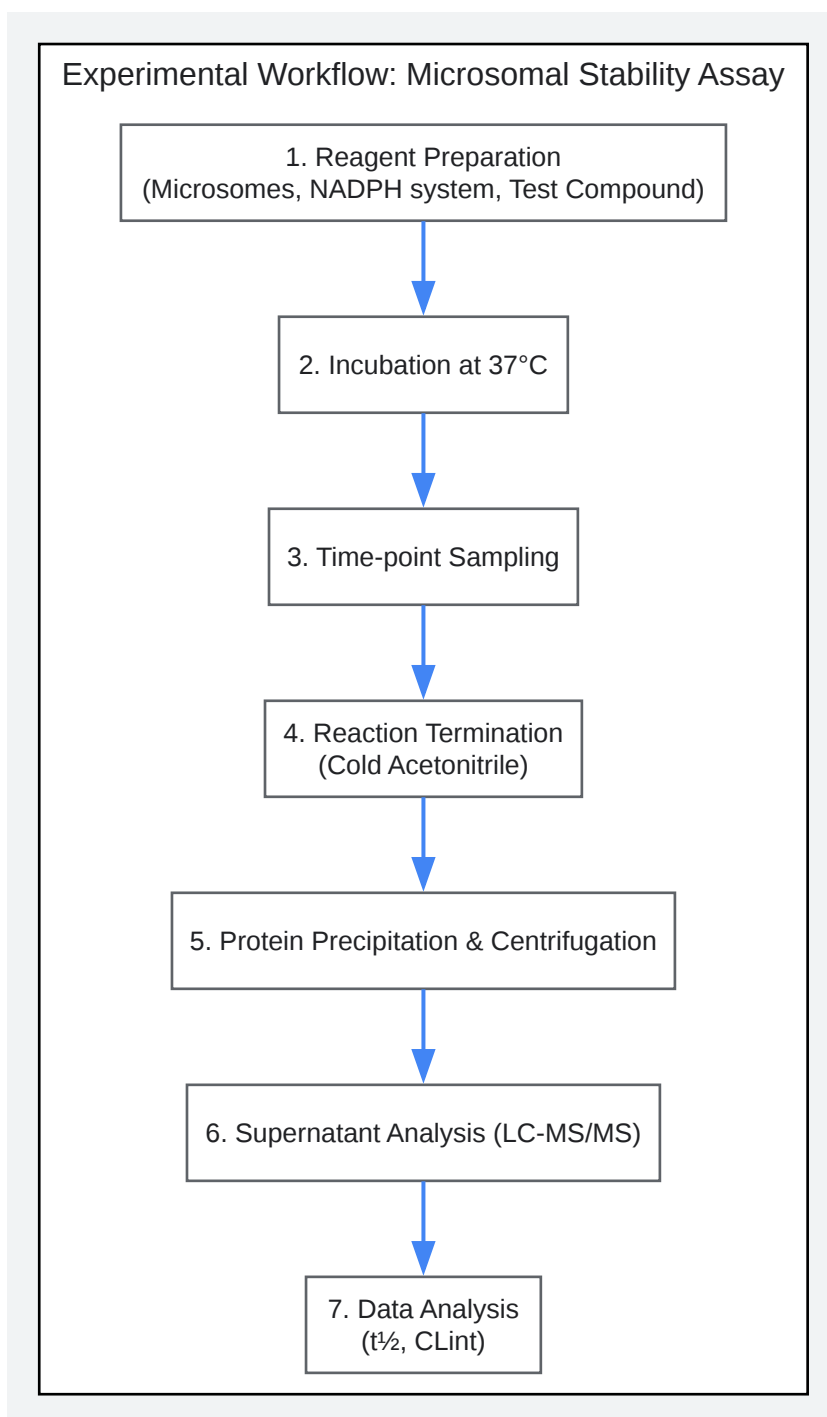 Experimental Workflow: Microsomal Stability Assay
1. Reagent Preparation
(Microsomes, NADPH system, Test Compound)
2. Incubation at 37°C
3. Time-point Sampling
4. Reaction Termination
(Cold Acetonitrile)
5. Protein Precipitation & Centrifugation
6. Supernatant Analysis (LC-MS/MS)
7. Data Analysis
(t½, CLint)